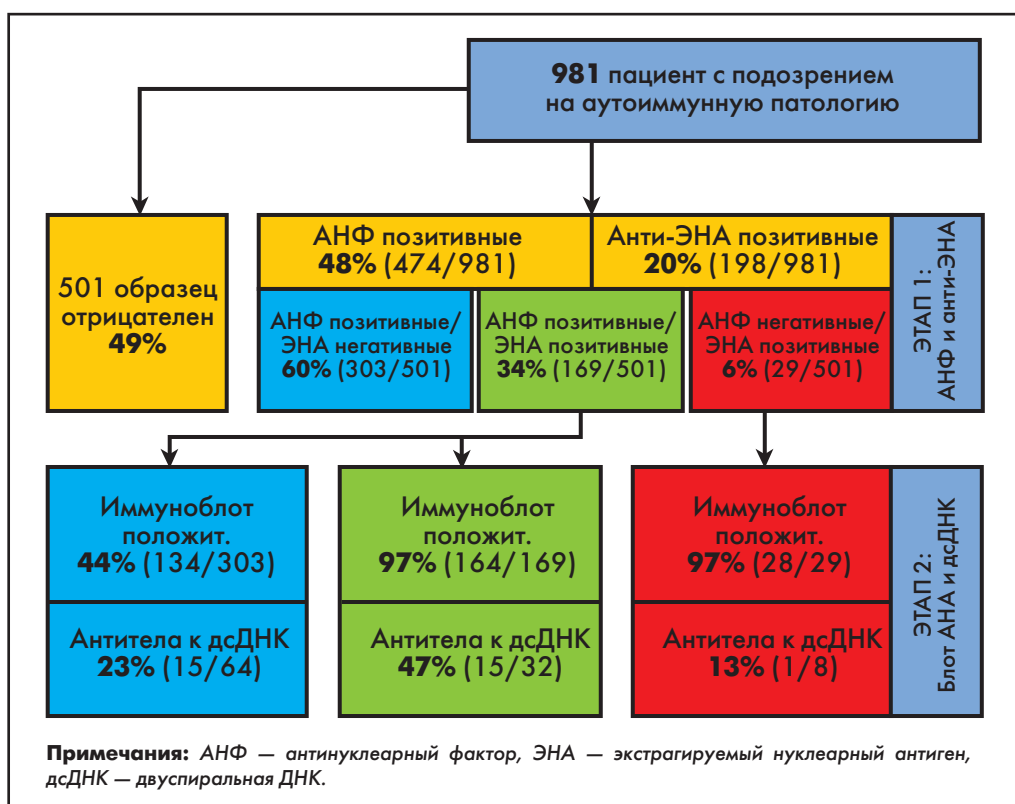 981 пациент с подозрением
на аутоиммунную патологию
501 образец
отрицателен
49%
АНФ позитивные
48% (474/981)
Анти-ЭНА позитивные
20% (198/981)
АНФ позитивные/
ЭНА негативные
60% (303/501)
АНФ позитивные/
ЭНА позитивные
34% (169/501)
АНФ негативные/
ЭНА позитивные
6% (29/501)
ЭТАП 1:
АНФ и анти-ЭНА
Иммуноблот
положит.
44% (134/303)
Иммуноблот
положит.
97% (164/169)
Иммуноблот
положит.
97% (28/29)
Антитела к дсДНК
23% (15/64)
Антитела к дсДНК
47% (15/32)
Антитела к дсДНК
13% (1/8)
ЭТАП 2:
Блот АНА и дсДНК
Примечания: АНФ — антинуклеарный фактор, ЭНА — экстрагируемый нуклеарный антиген,
дсДНК — двуспиральная ДНК.